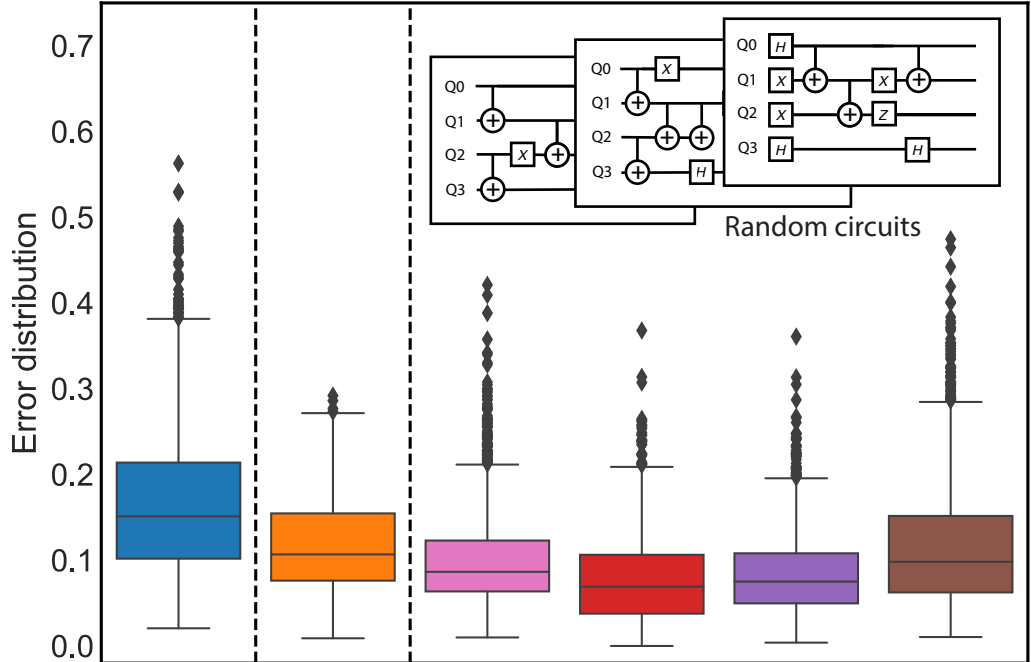 0.7
0.6
0.5
0.4
0.3
0.2
0.1
0.0
Error distribution
Q0
Q1
Q2 X
Q3
Q0 X
Q1
Q2
Q3 H
Q0 H
Q1 X X
Q2 X Z
Q3 H H
Random circuits